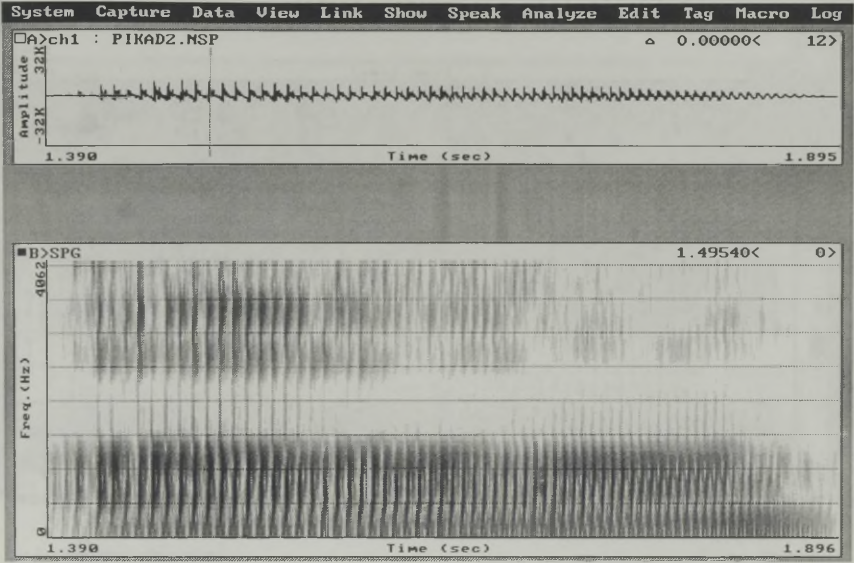 System Capture Data View Link Show Speak Analyze Edit Tag Macro Log
A>ch1 : PIKAD2.NSP 0.00000< 12>
Amplitude
32K
-32K
1.390 Time (sec) 1.895
B>SPG 1.49540< 0>
4062
Freq.(Hz)
0
1.390 Time (sec) 1.896